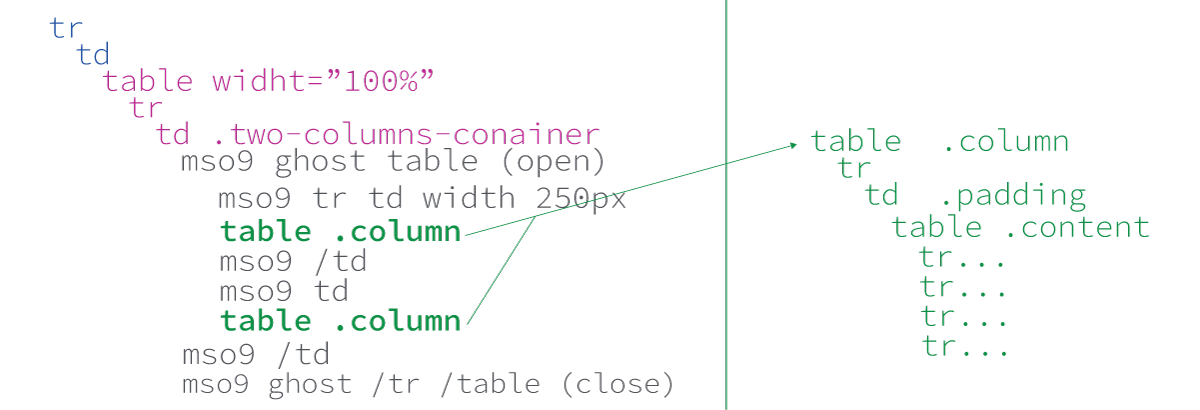 tr
td
table widht=”100%”
tr
td .two-columns-conainer
mso9 ghost table (open)
mso9 tr td width 250px
table .column
mso9 /td
mso9 td
table .column
mso9 /td
mso9 ghost /tr /table (close)
table .column
tr
td .padding
table .content
tr...
tr...
tr...
tr...